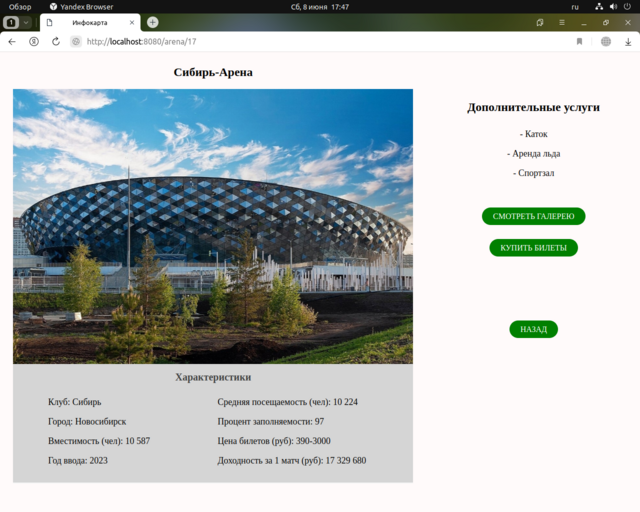 Обзор Yandex Browser Сб, 8 июня 17:47 ru
1 Инфокарта
http://localhost:8080/arena/17
Сибирь-Арена
Дополнительные услуги
- Каток
- Аренда льда
- Спортзал
СМОТРЕТЬ ГАЛЕРЕЮ
КУПИТЬ БИЛЕТЫ
НАЗАД
Характеристики
Клуб: Сибирь
Город: Новосибирск
Вместимость (чел): 10 587
Год ввода: 2023
Средняя посещаемость (чел): 10 224
Процент заполняемости: 97
Цена билетов (руб): 390-3000
Доходность за 1 матч (руб): 17 329 680